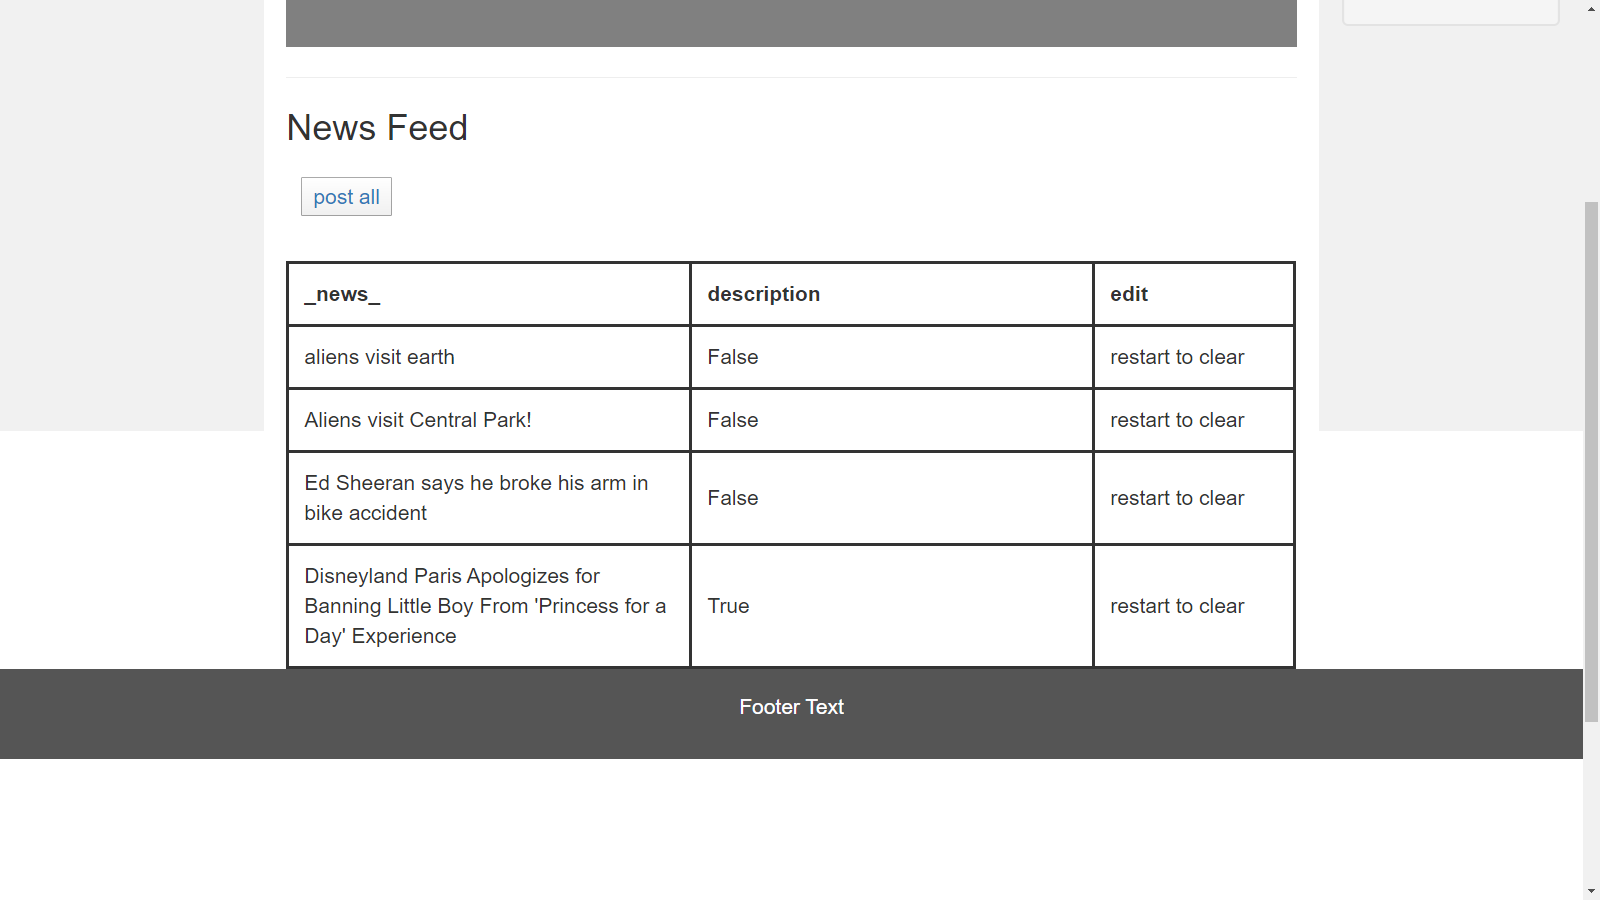 News Feed
post all
_news_ description edit
aliens visit earth False restart to clear
Aliens visit Central Park! False restart to clear
Ed Sheeran says he broke his arm in
bike accident False restart to clear
Disneyland Paris Apologizes for
Banning Little Boy From 'Princess for a
Day' Experience True restart to clear
Footer Text